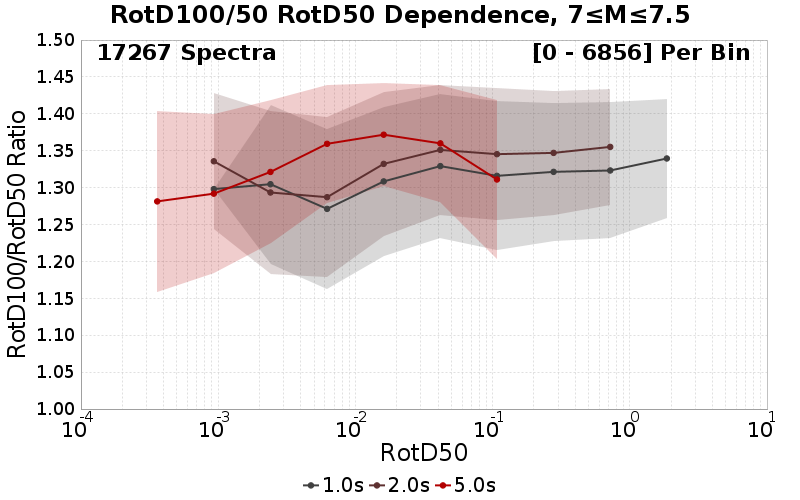 RotD100/50 RotD50 Dependence, 7≤M≤7.5
17267 Spectra
[0 - 6856] Per Bin
RotD100/RotD50 Ratio
1.50
1.45
1.40
1.35
1.30
1.25
1.20
1.15
1.10
1.05
1.00
10^-4
10^-3
10^-2
10^-1
10^0
10^1
RotD50
1.0s 2.0s 5.0s